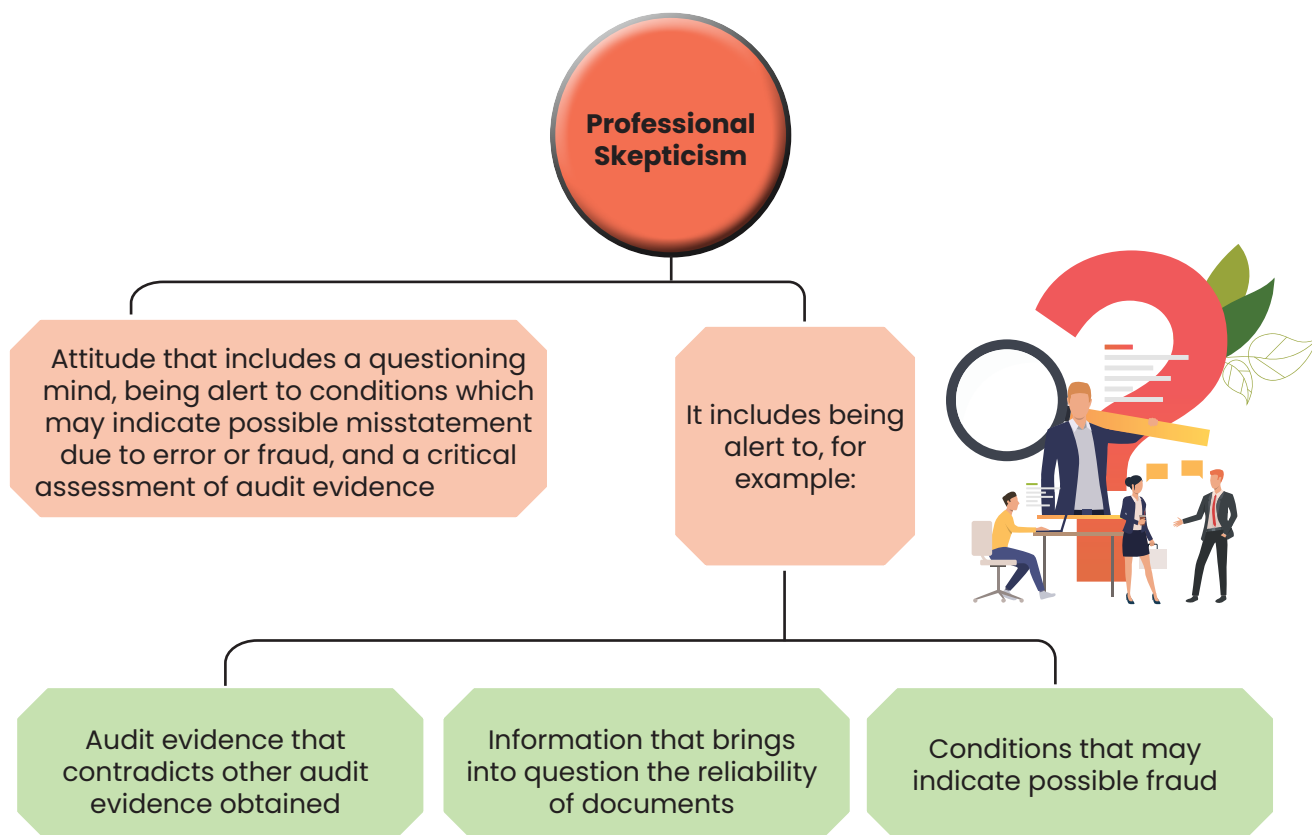 Professional
Skepticism
Attitude that includes a questioning
mind, being alert to conditions which
may indicate possible misstatement
due to error or fraud, and a critical
assessment of audit evidence
It includes being
alert to, for
example:
Audit evidence that
contradicts other audit
evidence obtained
Information that brings
into question the reliability
of documents
Conditions that may
indicate possible fraud